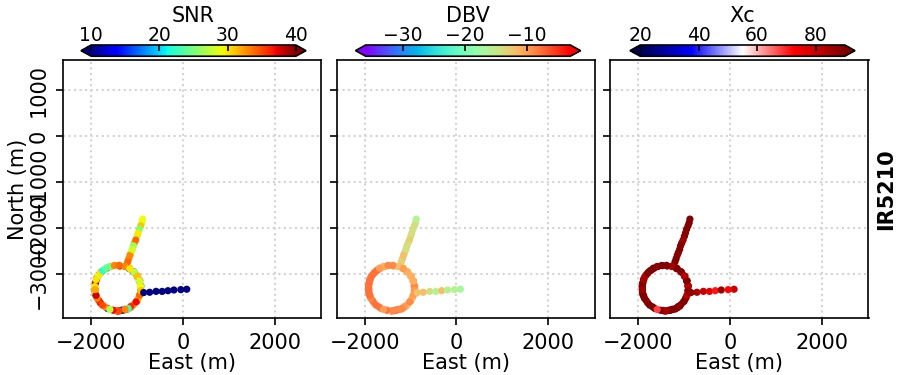 SNR DBV Xc
10 20 30 40 −30 −20 −10 20 40 60 80
1000
0
−1000
−2000
−3000
North (m)
IR5210
−2000 0 2000 −2000 0 2000 −2000 0 2000
East (m) East (m) East (m)